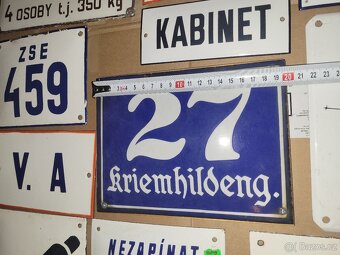 4 OSOBY t.j. 350 kg
KABINET
ZSE
459
27
Kriemhildeng.
V. A
NEZAPÍNAT